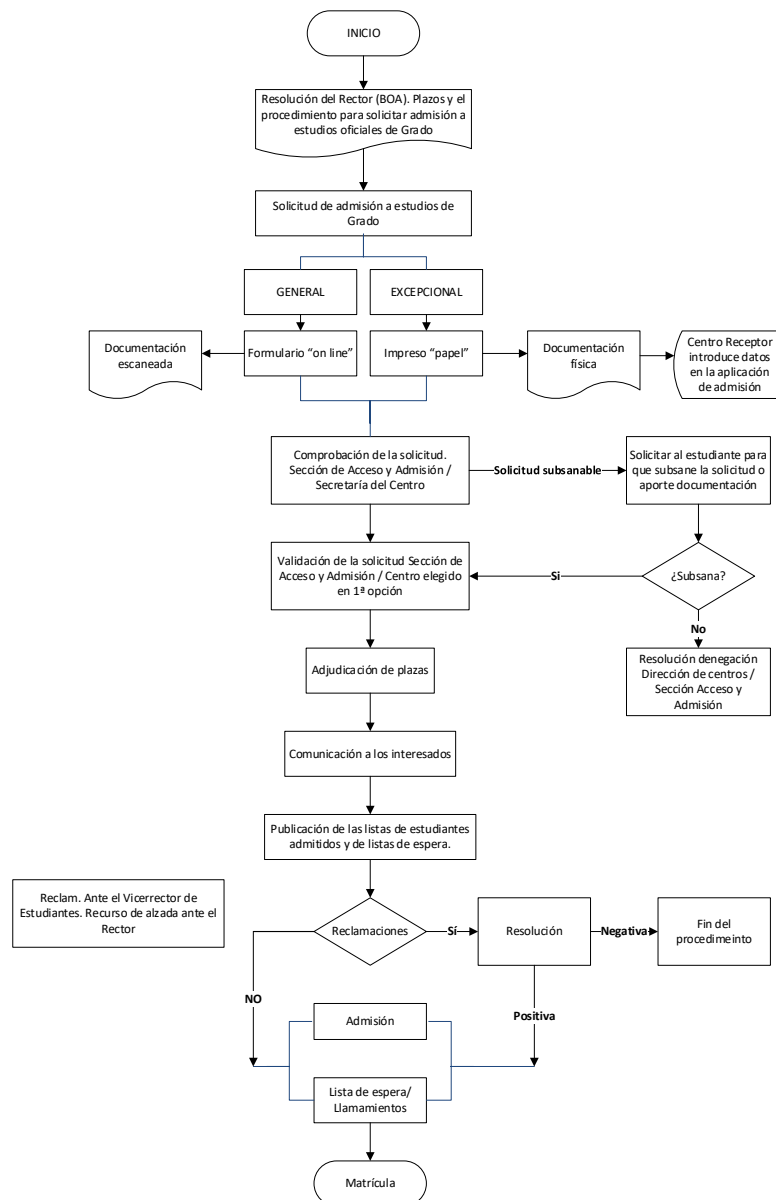 INICIO
Resolución del Rector (BOA). Plazos y el
procedimiento para solicitar admisión a
estudios oficiales de Grado
Solicitud de admisión a estudios de
Grado
GENERAL
EXCEPCIONAL
Documentación
escaneada
Formulario “on line”
Impreso “papel”
Documentación
física
Centro Receptor
introduce datos
en la aplicación
de admisión
Comprobación de la solicitud.
Sección de Acceso y Admisión /
Secretaría del Centro
Solicitud subsanable
Solicitar al estudiante para
que subsane la solicitud o
aporte documentación
Validación de la solicitud Sección de
Acceso y Admisión / Centro elegido
en 1ª opción
Si
¿Subsana?
No
Resolución denegación
Dirección de centros /
Sección Acceso y
Admisión
Adjudicación de plazas
Comunicación a los interesados
Publicación de las listas de estudiantes
admitidos y de listas de espera.
Reclam. Ante el Vicerrector de
Estudiantes. Recurso de alzada ante el
Rector
Reclamaciones
Sí
Resolución
Negativa
Fin del
procedimeinto
NO
Positiva
Admisión
Lista de espera/
Llamamientos
Matrícula